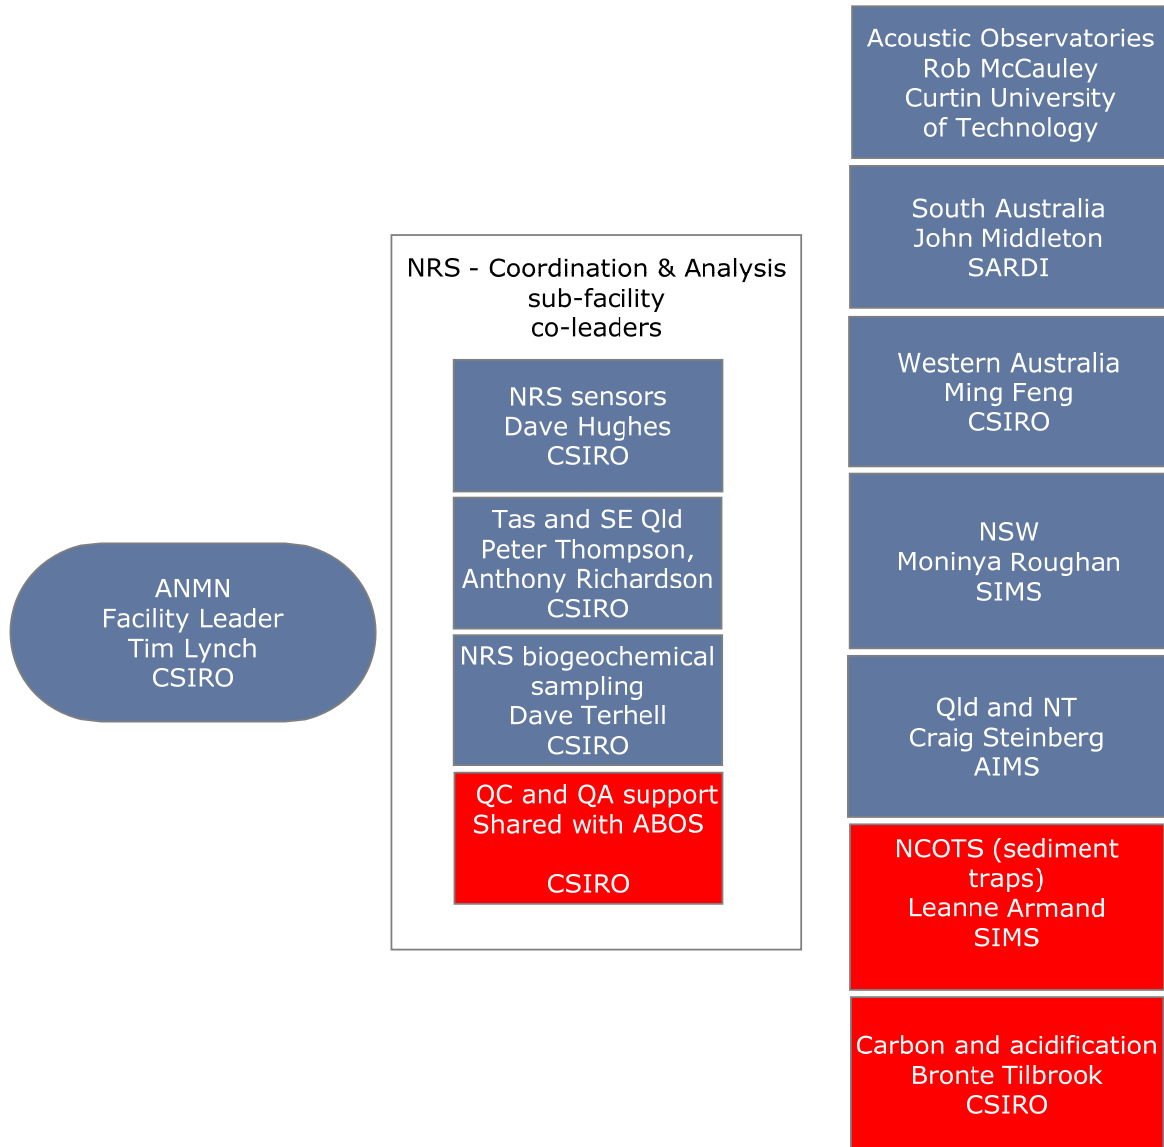 ANMN
Facility Leader
Tim Lynch
CSIRO
NRS - Coordination & Analysis
sub-facility
co-leaders
NRS sensors
Dave Hughes
CSIRO
Tas and SE Qld
Peter Thompson,
Anthony Richardson
CSIRO
NRS biogeochemical
sampling
Dave Terhell
CSIRO
QC and QA support
Shared with ABOS
CSIRO
Acoustic Observatories
Rob McCauley
Curtin University
of Technology
South Australia
John Middleton
SARDI
Western Australia
Ming Feng
CSIRO
NSW
Moninya Roughan
SIMS
Qld and NT
Craig Steinberg
AIMS
NCOTS (sediment
traps)
Leanne Armand
SIMS
Carbon and acidification
Bronte Tilbrook
CSIRO